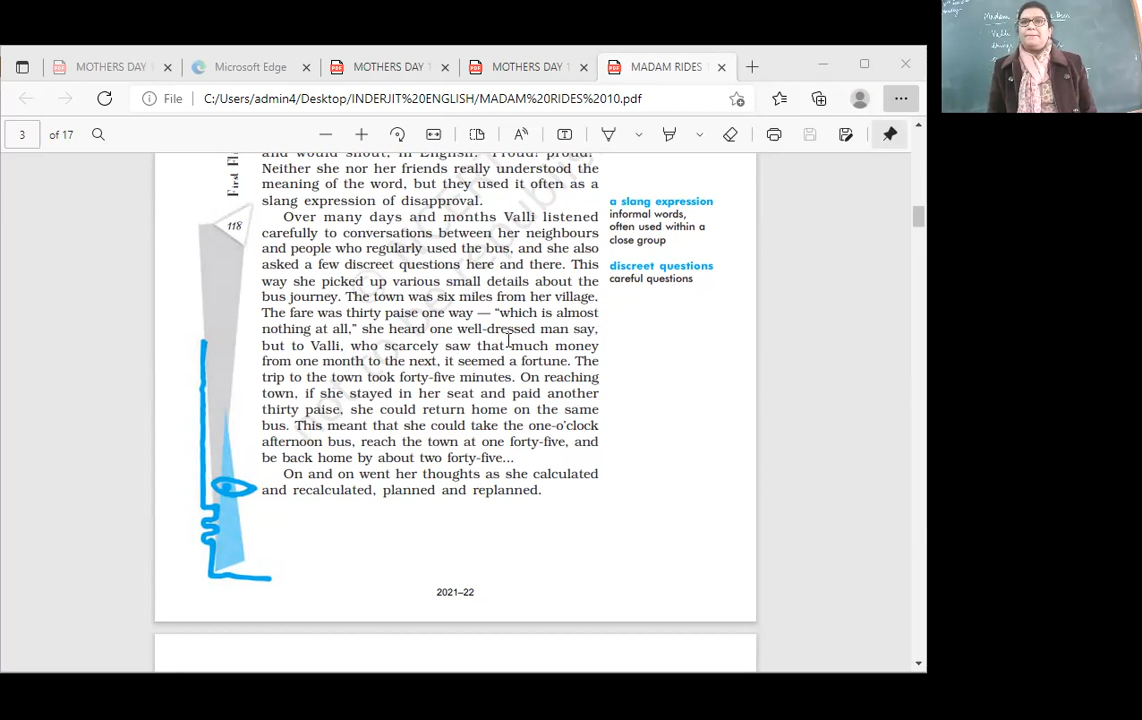 MOTHERS DAY
Microsoft Edge
MOTHERS DAY
MOTHERS DAY
MADAM RIDES
File
C:/Users/admin4/Desktop/INDERJIT%20ENGLISH/MADAM%20RIDES%2010.pdf
3
of 17
and would shout, in English. "Proud! proud!"
Neither she nor her friends really understood the
meaning of the word, but they used it often as a
slang expression of disapproval.
Over many days and months Valli listened
carefully to conversations between her neighbours
and people who regularly used the bus, and she also
asked a few discreet questions here and there. This
way she picked up various small details about the
bus journey. The town was six miles from her village.
The fare was thirty paise one way — “which is almost
nothing at all,” she heard one well-dressed man say,
but to Valli, who scarcely saw that much money
from one month to the next, it seemed a fortune. The
trip to the town took forty-five minutes. On reaching
town, if she stayed in her seat and paid another
thirty paise, she could return home on the same
bus. This meant that she could take the one-o’clock
afternoon bus, reach the town at one forty-five, and
be back home by about two forty-five...
On and on went her thoughts as she calculated
and recalculated, planned and replanned.
a slang expression
informal words,
often used within a
close group
discreet questions
careful questions
First Fl
118
2021–22
Madam
Valli